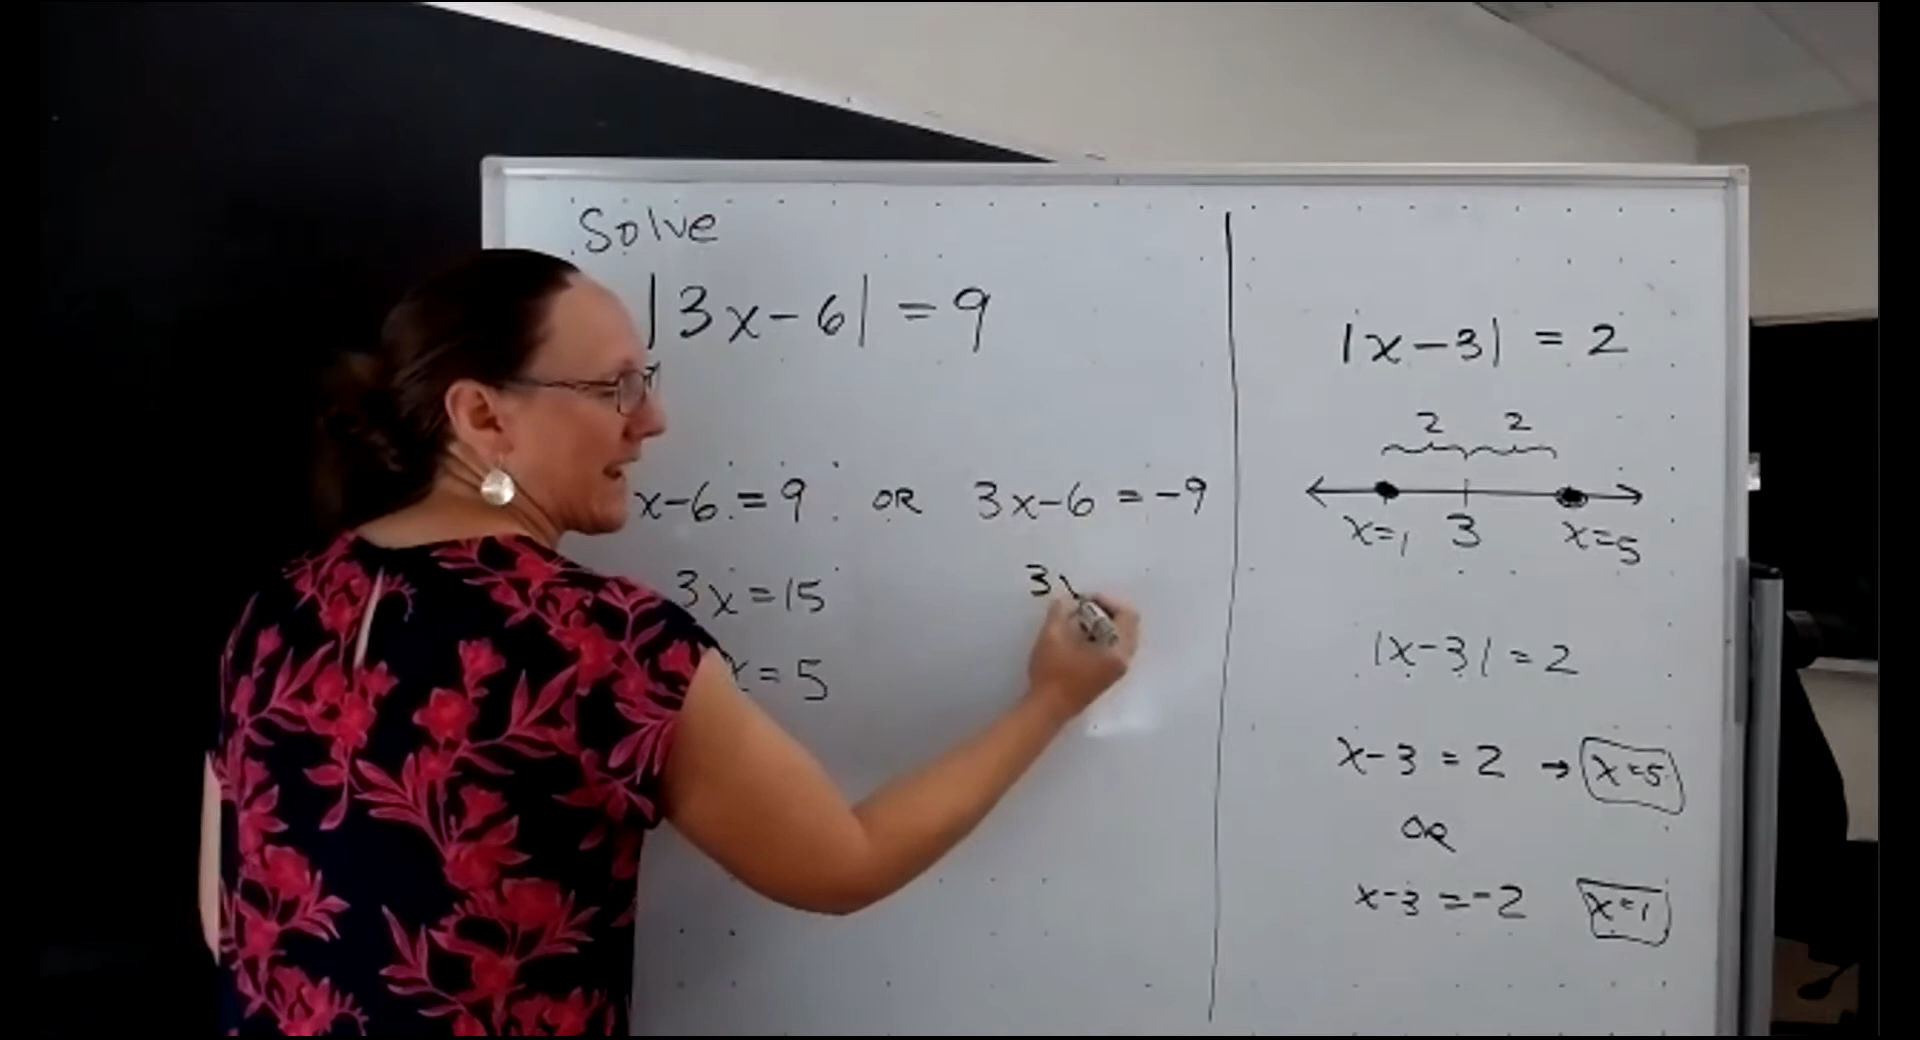 Solve
|3x-6| = 9
x-6 = 9 OR 3x-6 = -9
3x = 15
3x
x = 5
|x-3| = 2
2 2
x=1 3 x=5
|x-3| = 2
x-3 = 2 → x=5
OR
x-3 = -2 x=1